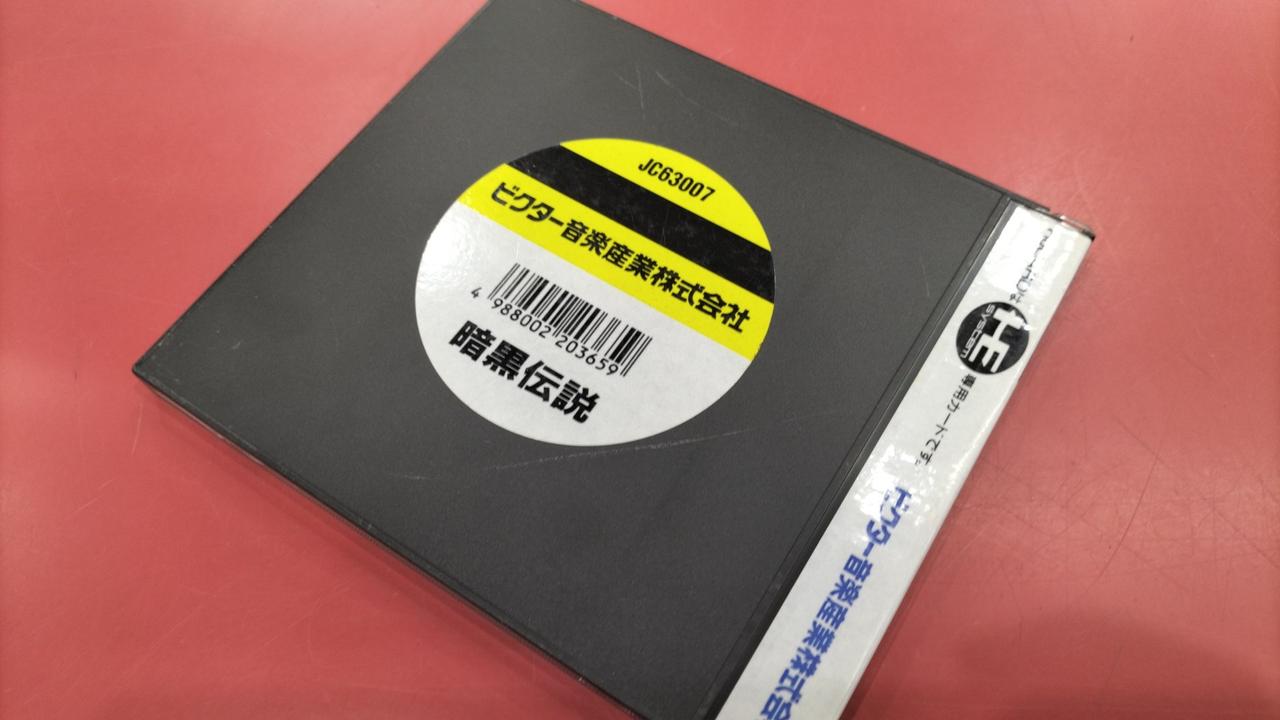 JC63007
ビクター音楽産業株式会社
4 988002 203659
暗黒伝説
HE
SYSTEM
専用カードです。
ビクター音楽産業株式会